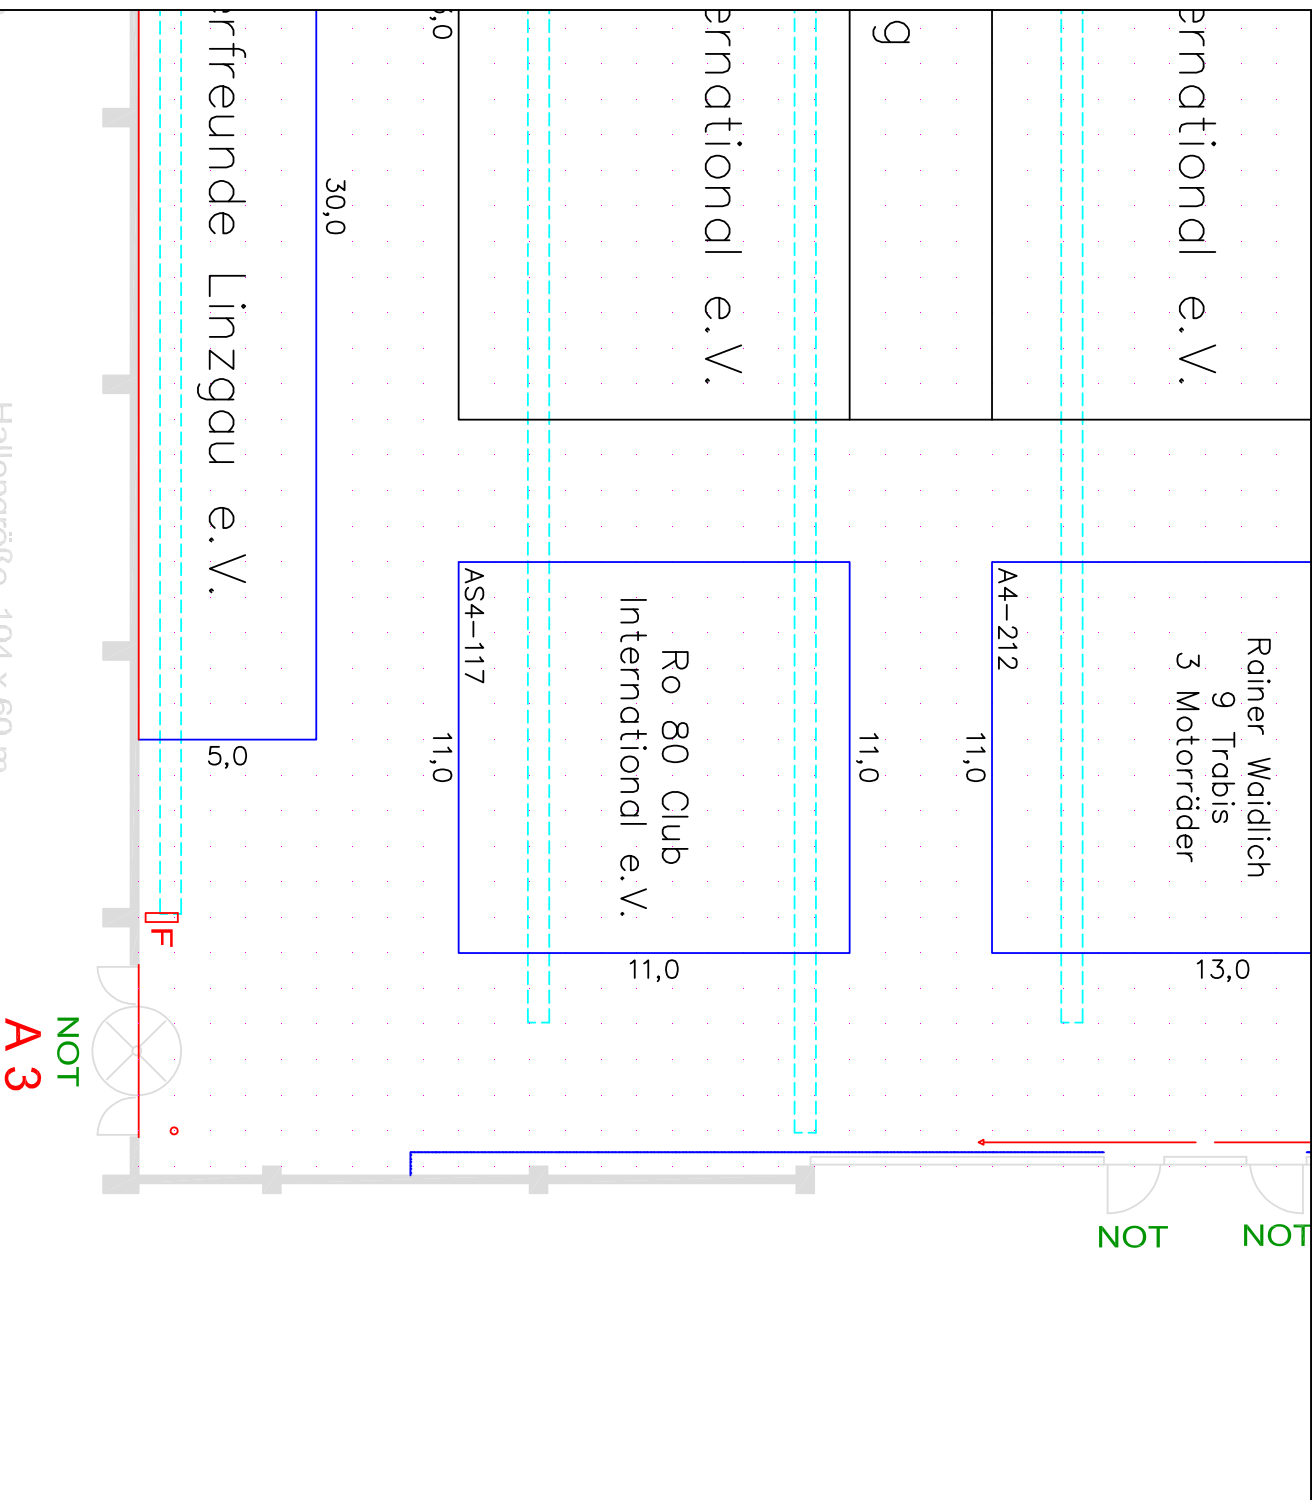 erfreunde Linzgau e.V.
30,0
5,0
ernational e.V.
g
ernational e.V.
AS4-117
Ro 80 Club
International e.V.
11,0
11,0
11,0
A4-212
Rainer Waidlich
9 Trabis
3 Motorräder
11,0
13,0
F
NOT
A 3
NOT
NOT